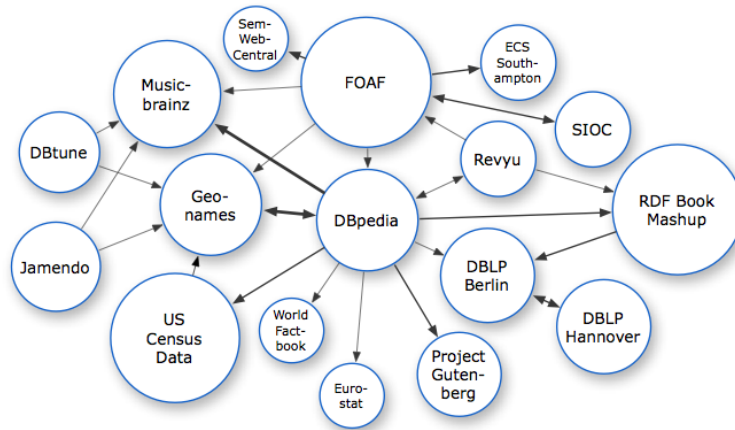 Sem-
Web-
Central
FOAF
ECS
South-
ampton
Music-
brainz
SIOC
DBtune
Revyu
Geo-
names
DBpedia
RDF Book
Mashup
Jamendo
DBLP
Berlin
US
Census
Data
World
Fact-
book
DBLP
Hannover
Project
Guten-
berg
Euro-
stat